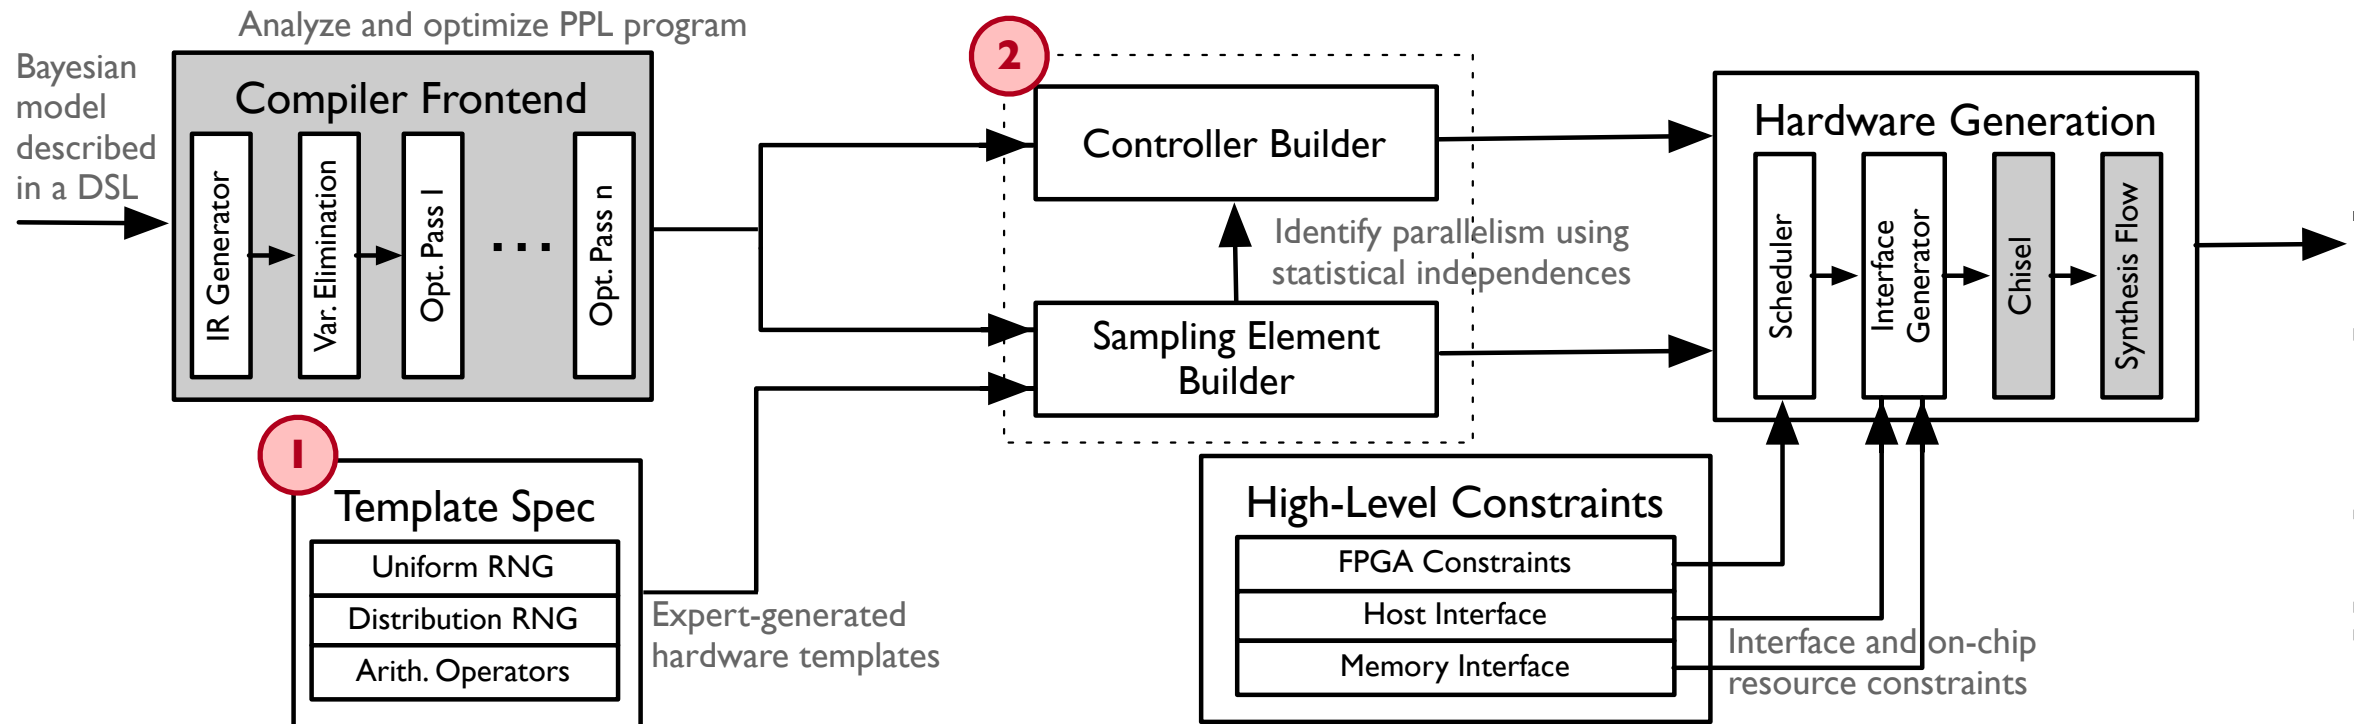 Analyze and optimize PPL program
Bayesian
model
described
in a DSL
Compiler Frontend
IR Generator
Var. Elimination
Opt. Pass 1
...
Opt. Pass n
2
Controller Builder
Identify parallelism using
statistical independences
Sampling Element
Builder
Hardware Generation
Scheduler
Interface
Generator
Chisel
Synthesis Flow
1
Template Spec
Uniform RNG
Distribution RNG
Arith. Operators
Expert-generated
hardware templates
High-Level Constraints
FPGA Constraints
Host Interface
Memory Interface
Interface and on-chip
resource constraints